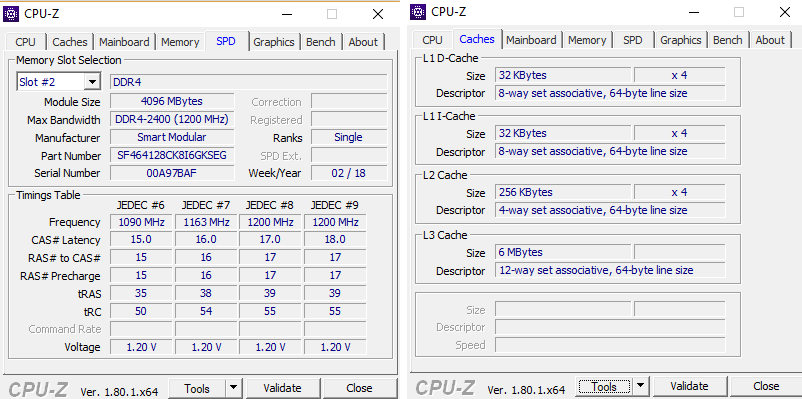 CPU-Z
CPU Caches Mainboard Memory SPD Graphics Bench About
Memory Slot Selection
Slot #2 DDR4
Module Size 4096 MBytes Correction
Max Bandwidth DDR4-2400 (1200 MHz) Registered
Manufacturer Smart Modular Ranks Single
Part Number SF464128CK8I6GKSEG SPD Ext.
Serial Number 00A97BAF Week/Year 02 / 18
Timings Table
JEDEC #6 JEDEC #7 JEDEC #8 JEDEC #9
Frequency 1090 MHz 1163 MHz 1200 MHz 1200 MHz
CAS# Latency 15.0 16.0 17.0 18.0
RAS# to CAS# 15 16 17 17
RAS# Precharge 15 16 17 17
tRAS 35 38 39 39
tRC 50 54 55 55
Command Rate
Voltage 1.20 V 1.20 V 1.20 V 1.20 V
CPU-Z Ver. 1.80.1.x64 Tools Validate Close
CPU-Z
CPU Caches Mainboard Memory SPD Graphics Bench About
L1 D-Cache
Size 32 KBytes x 4
Descriptor 8-way set associative, 64-byte line size
L1 I-Cache
Size 32 KBytes x 4
Descriptor 8-way set associative, 64-byte line size
L2 Cache
Size 256 KBytes x 4
Descriptor 4-way set associative, 64-byte line size
L3 Cache
Size 6 MBytes
Descriptor 12-way set associative, 64-byte line size
Size
Descriptor
Speed
CPU-Z Ver. 1.80.1.x64 Tools Validate Close